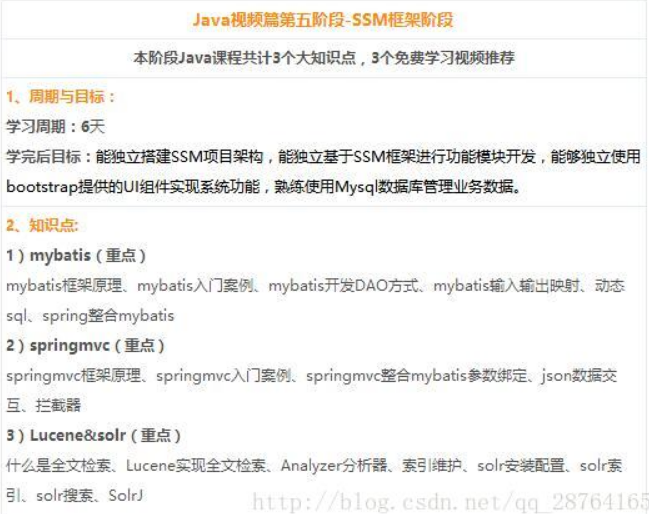 Java视频篇第五阶段-SSM框架阶段
本阶段Java课程共计3个大知识点，3个免费学习视频推荐
1、周期与目标：
学习周期：6天
学完后目标：能独立搭建SSM项目架构，能独立基于SSM框架进行功能模块开发，能够独立使用
bootstrap提供的UI组件实现系统功能，熟练使用Mysql数据库管理业务数据。
2、知识点:
1）mybatis（重点）
mybatis框架原理、mybatis入门案例、mybatis开发DAO方式、mybatis输入输出映射、动态
sql、spring整合mybatis
2）springmvc（重点）
springmvc框架原理、springmvc入门案例、springmvc整合mybatis参数绑定、json数据交
互、拦截器
3）Lucene&solr（重点）
什么是全文检索、Lucene实现全文检索、Analyzer分析器、索引维护、solr安装配置、solr索
引、solr搜索、SolrJ
http://blog.csdn.net/qq_28764165